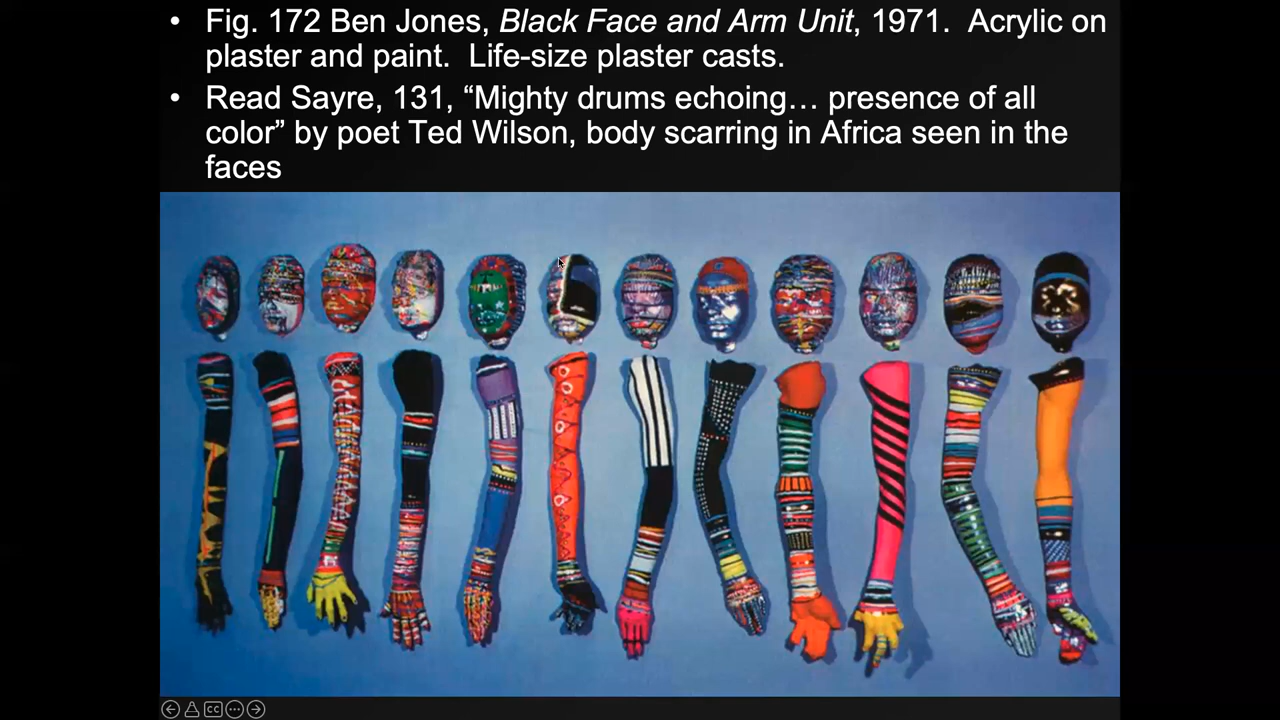 • Fig. 172 Ben Jones, Black Face and Arm Unit, 1971.  Acrylic on
plaster and paint.  Life-size plaster casts.
• Read Sayre, 131, “Mighty drums echoing… presence of all
color” by poet Ted Wilson, body scarring in Africa seen in the
faces
CC